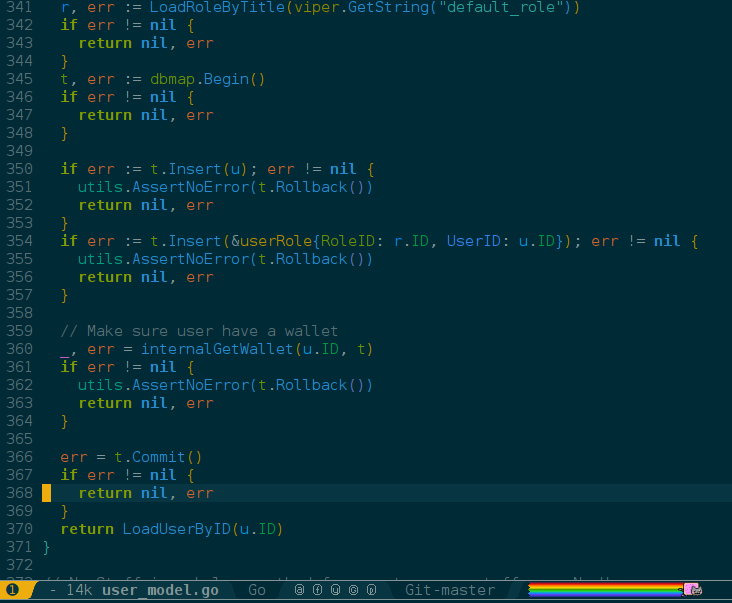 341 r, err := LoadRoleByTitle(viper.GetString("default_role"))
342 if err != nil {
343 return nil, err
344 }
345 t, err := dbmap.Begin()
346 if err != nil {
347 return nil, err
348 }
349
350 if err := t.Insert(u); err != nil {
351 utils.AssertNoError(t.Rollback())
352 return nil, err
353 }
354 if err := t.Insert(&userRole{RoleID: r.ID, UserID: u.ID}); err != nil {
355 utils.AssertNoError(t.Rollback())
356 return nil, err
357 }
358
359 // Make sure user have a wallet
360 _, err = internalGetWallet(u.ID, t)
361 if err != nil {
362 utils.AssertNoError(t.Rollback())
363 return nil, err
364 }
365
366 err = t.Commit()
367 if err != nil {
368 return nil, err
369 }
370 return LoadUserByID(u.ID)
371 }
372
❶ - 14k user_model.go Go ⓐ ⓕ ⓨ ⓒ ⓟ Git-master